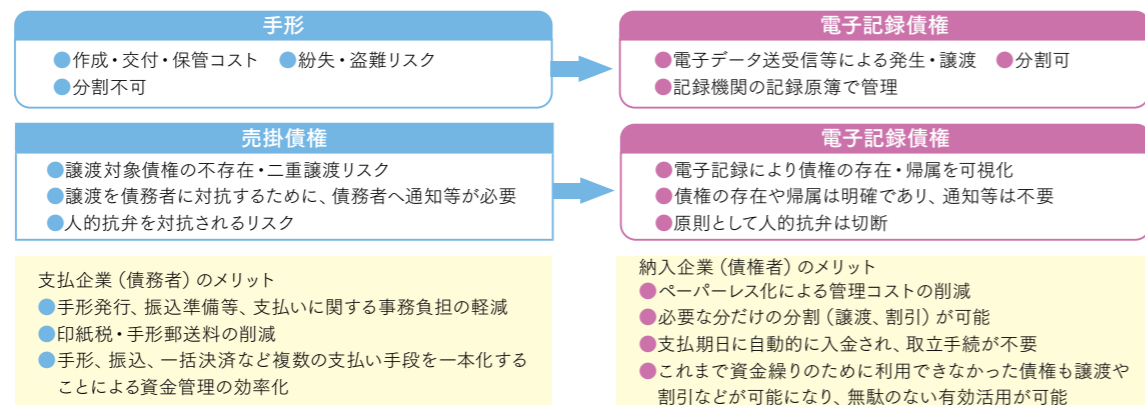 手形
●作成・交付・保管コスト ●紛失・盗難リスク
●分割不可
電子記録債権
●電子データ送受信等による発生・譲渡 ●分割可
●記録機関の記録原簿で管理
売掛債権
●譲渡対象債権の不存在・二重譲渡リスク
●譲渡を債務者に対抗するために、債務者へ通知等が必要
●人的抗弁を対抗されるリスク
電子記録債権
●電子記録により債権の存在・帰属を可視化
●債権の存在や帰属は明確であり、通知等は不要
●原則として人的抗弁は切断
支払企業（債務者）のメリット
●手形発行、振込準備等、支払いに関する事務負担の軽減
●印紙税・手形郵送料の削減
●手形、振込、一括決済など複数の支払い手段を一本化する
ことによる資金管理の効率化
納入企業（債権者）のメリット
●ペーパーレス化による管理コストの削減
●必要な分だけの分割（譲渡、割引）が可能
●支払期日に自動的に入金され、取立手続が不要
●これまで資金繰りのために利用できなかった債権も譲渡や
割引などが可能になり、無駄のない有効活用が可能